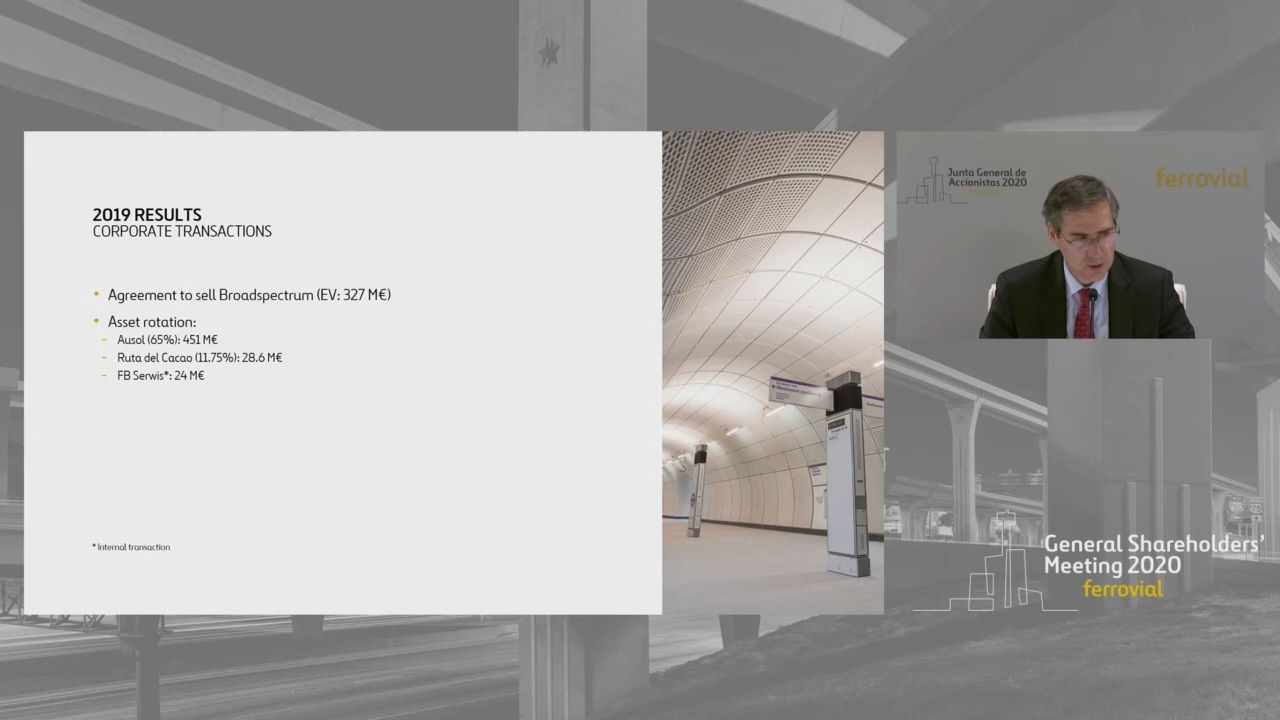 2019 RESULTS
CORPORATE TRANSACTIONS
• Agreement to sell Broadspectrum (EV: 327 M€)
• Asset rotation:
- Ausol (65%): 451 M€
- Ruta del Cacao (11.75%): 28.6 M€
- FB Serwis*: 24 M€
* Internal transaction
Junta General de
Accionistas 2020
ferrovial
General Shareholders'
Meeting 2020
ferrovial